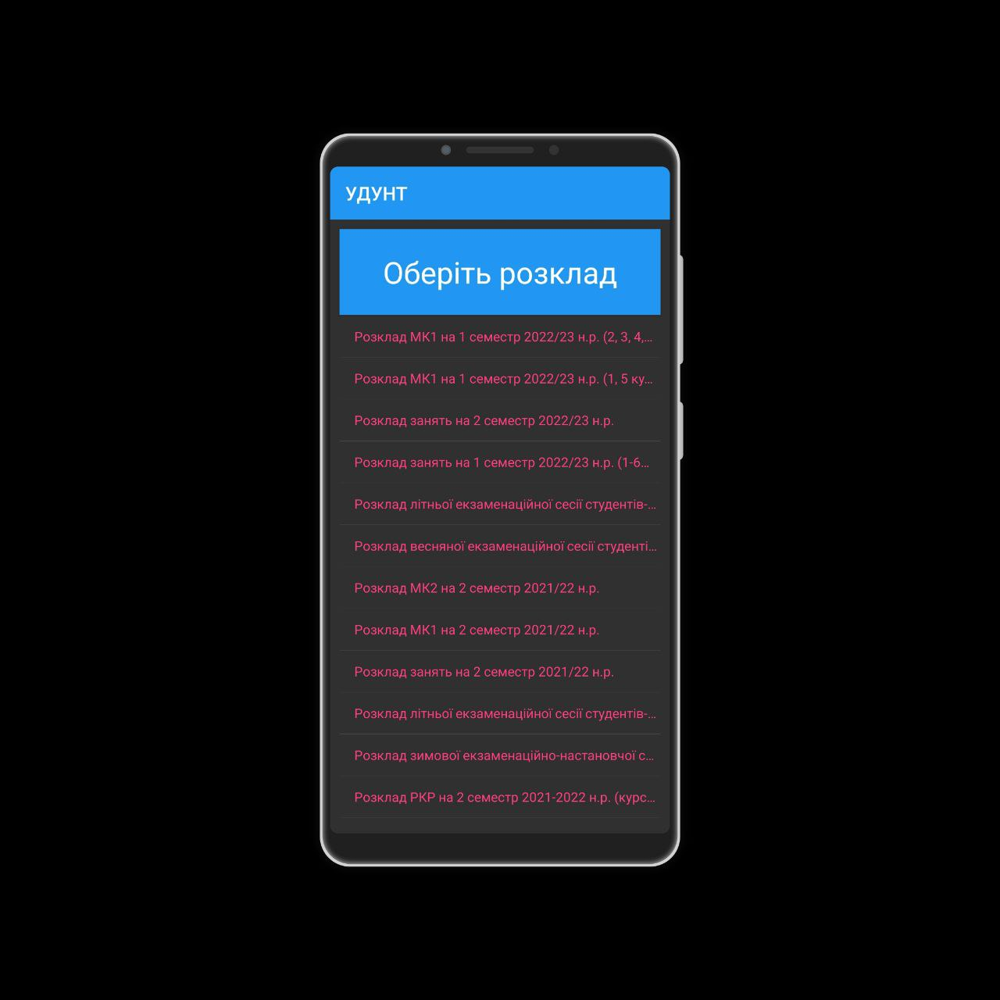 УДУНТ
Оберіть розклад
Розклад МК1 на 1 семестр 2022/23 н.р. (2, 3, 4,...
Розклад МК1 на 1 семестр 2022/23 н.р. (1, 5 ку...
Розклад занять на 2 семестр 2022/23 н.р.
Розклад занять на 1 семестр 2022/23 н.р. (1-6...
Розклад літньої екзаменаційної сесії студентів-...
Розклад весняної екзаменаційної сесії студенті...
Розклад МК2 на 2 семестр 2021/22 н.р.
Розклад МК1 на 2 семестр 2021/22 н.р.
Розклад занять на 2 семестр 2021/22 н.р.
Розклад літньої екзаменаційної сесії студентів-...
Розклад зимової екзаменаційно-настановчої с...
Розклад РКР на 2 семестр 2021-2022 н.р. (курс...